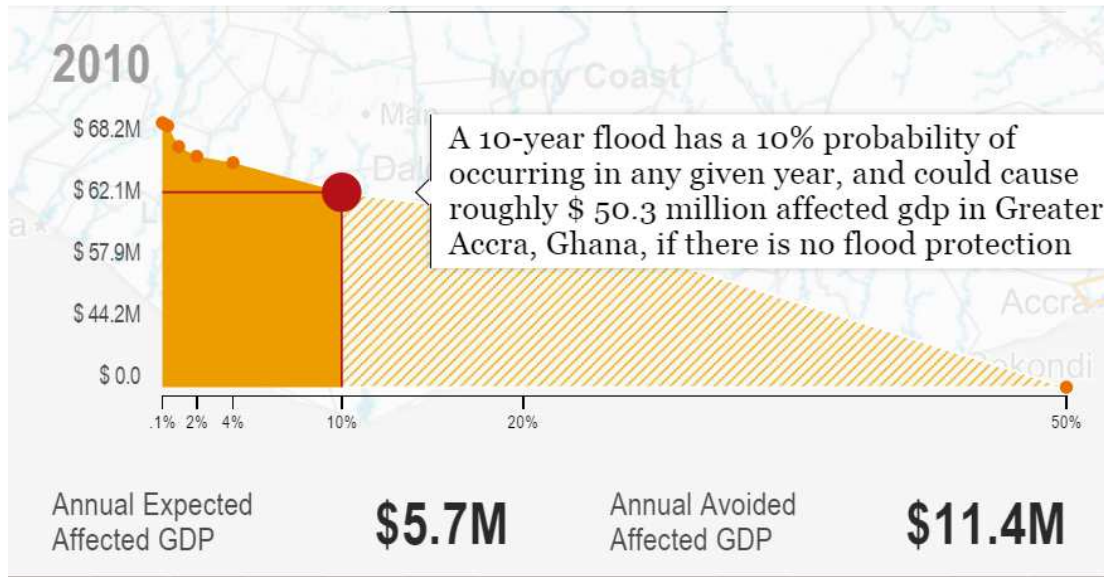 2010
Ivory Coast
Man
$ 68.2M
$ 62.1M
$ 57.9M
$ 44.2M
$ 0.0
A 10-year flood has a 10% probability of
occurring in any given year, and could cause
roughly $ 50.3 million affected gdp in Greater
Accra, Ghana, if there is no flood protection
Accra
.1% 2% 4% 10% 20% 50%
Annual Expected
Affected GDP
$5.7M
Annual Avoided
Affected GDP
$11.4M